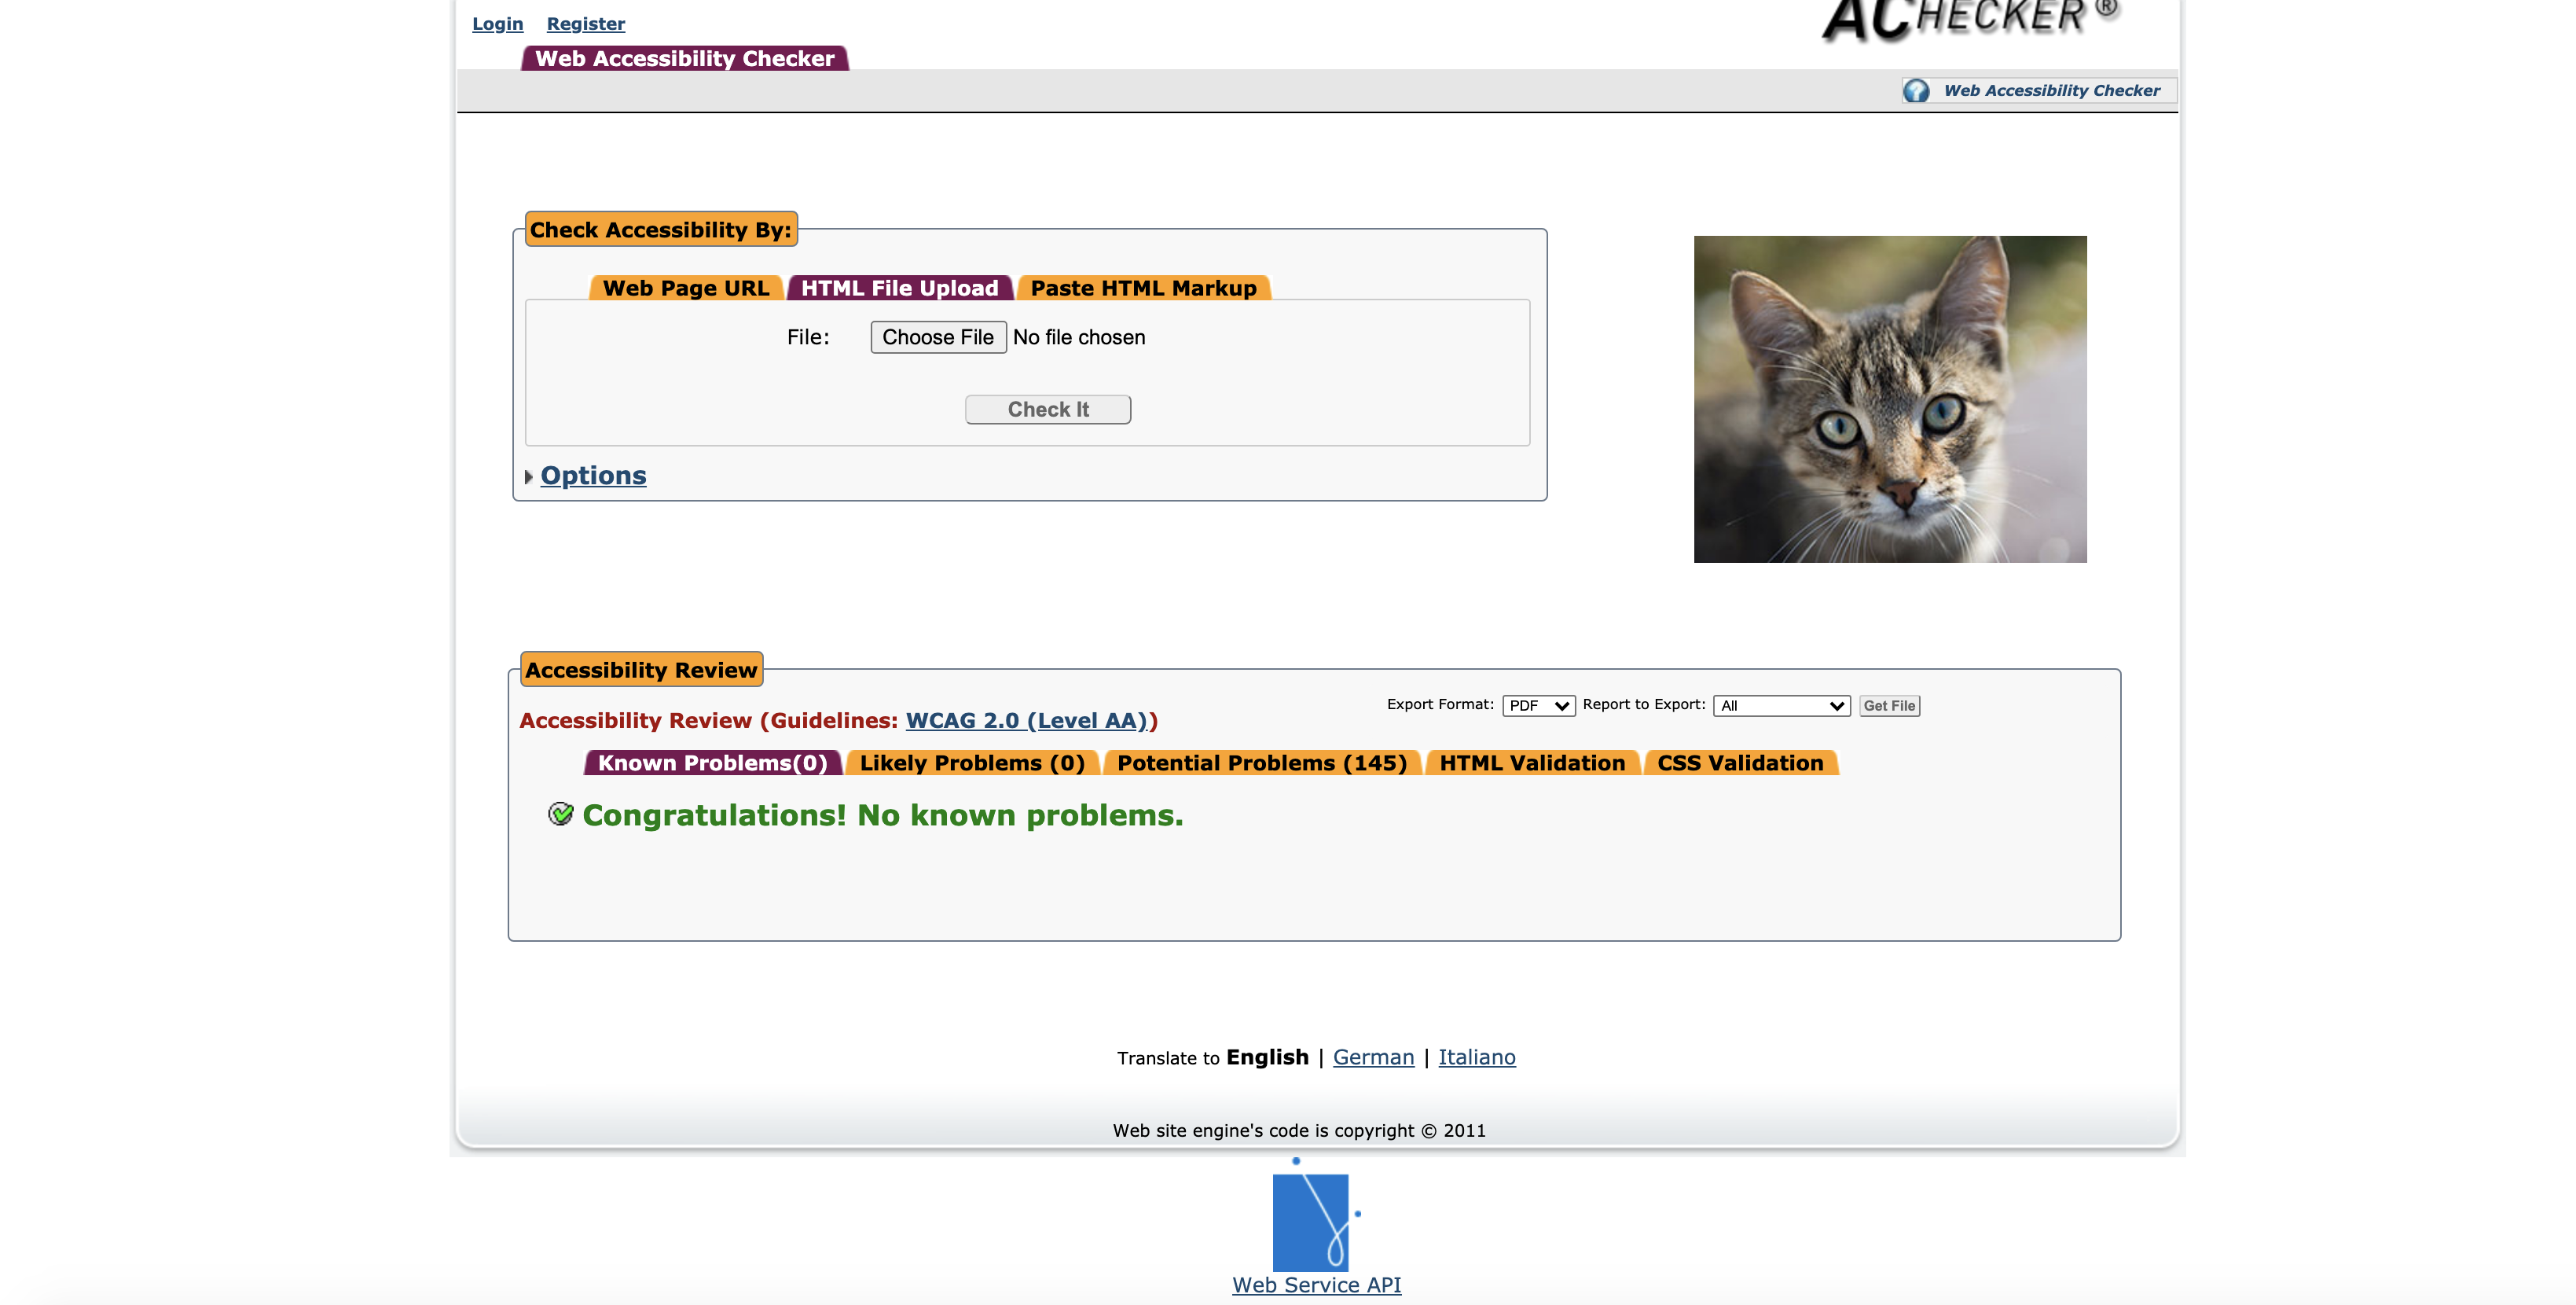 Login Register
ACHECKER®
Web Accessibility Checker
Web Accessibility Checker
Check Accessibility By:
Web Page URL HTML File Upload Paste HTML Markup
File: Choose File No file chosen
Check It
Options
Accessibility Review
Export Format: PDF Report to Export: All Get File
Accessibility Review (Guidelines: WCAG 2.0 (Level AA))
Known Problems(0) Likely Problems (0) Potential Problems (145) HTML Validation CSS Validation
Congratulations! No known problems.
Translate to English | German | Italiano
Web site engine's code is copyright © 2011
Web Service API